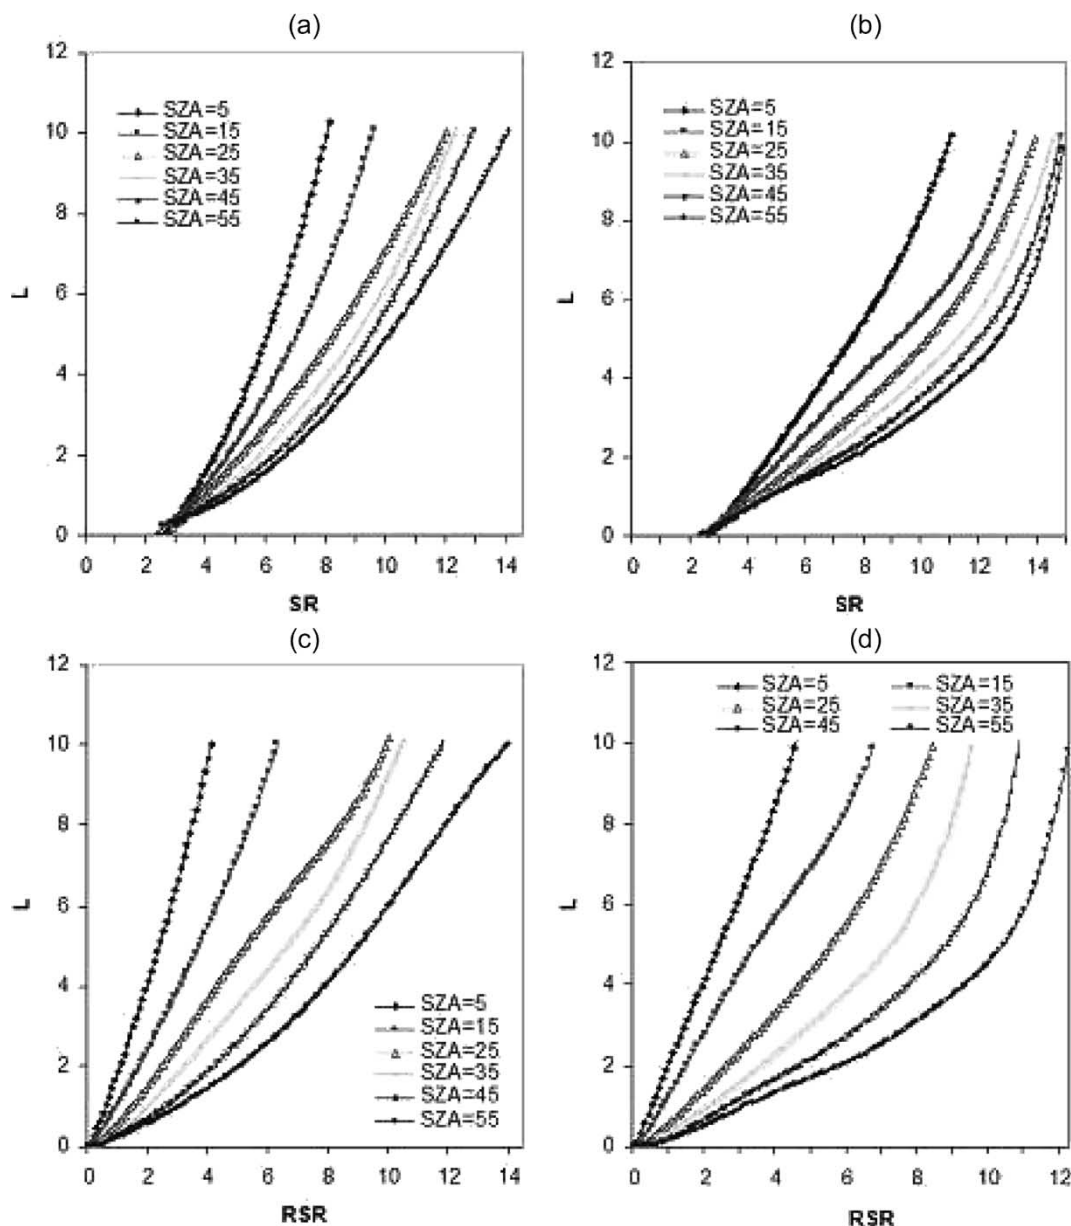 (a)
12
10
8
6
4
2
0
L
SZA=5
SZA=15
SZA=25
SZA=35
SZA=45
SZA=55
0 2 4 6 8 10 12 14
SR
(b)
12
10
8
6
4
2
0
L
SZA=5
SZA=15
SZA=25
SZA=35
SZA=45
SZA=55
0 2 4 6 8 10 12 14
SR
(c)
12
10
8
6
4
2
0
L
SZA=5
SZA=15
SZA=25
SZA=35
SZA=45
SZA=55
0 2 4 6 8 10 12 14
RSR
(d)
12
10
8
6
4
2
0
L
SZA=5 SZA=15
SZA=25 SZA=35
SZA=45 SZA=55
0 2 4 6 8 10 12
RSR